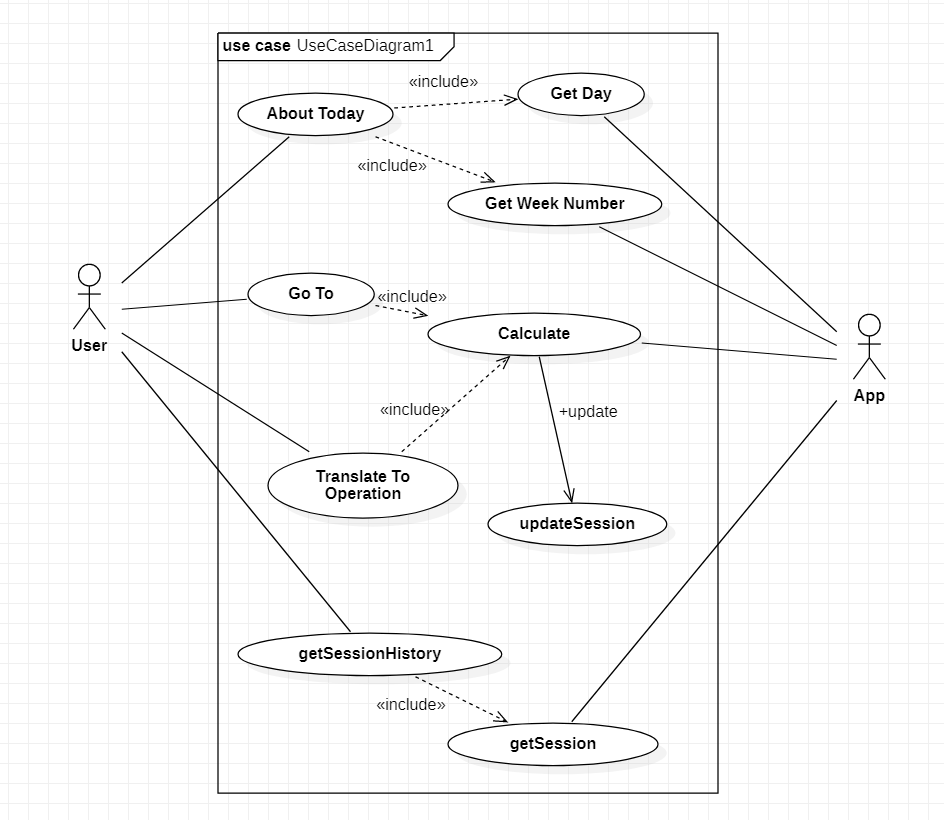 use case UseCaseDiagram1
«include»
Get Day
About Today
«include»
Get Week Number
Go To
«include»
Calculate
User
App
«include»
+update
Translate To
Operation
updateSession
getSessionHistory
«include»
getSession